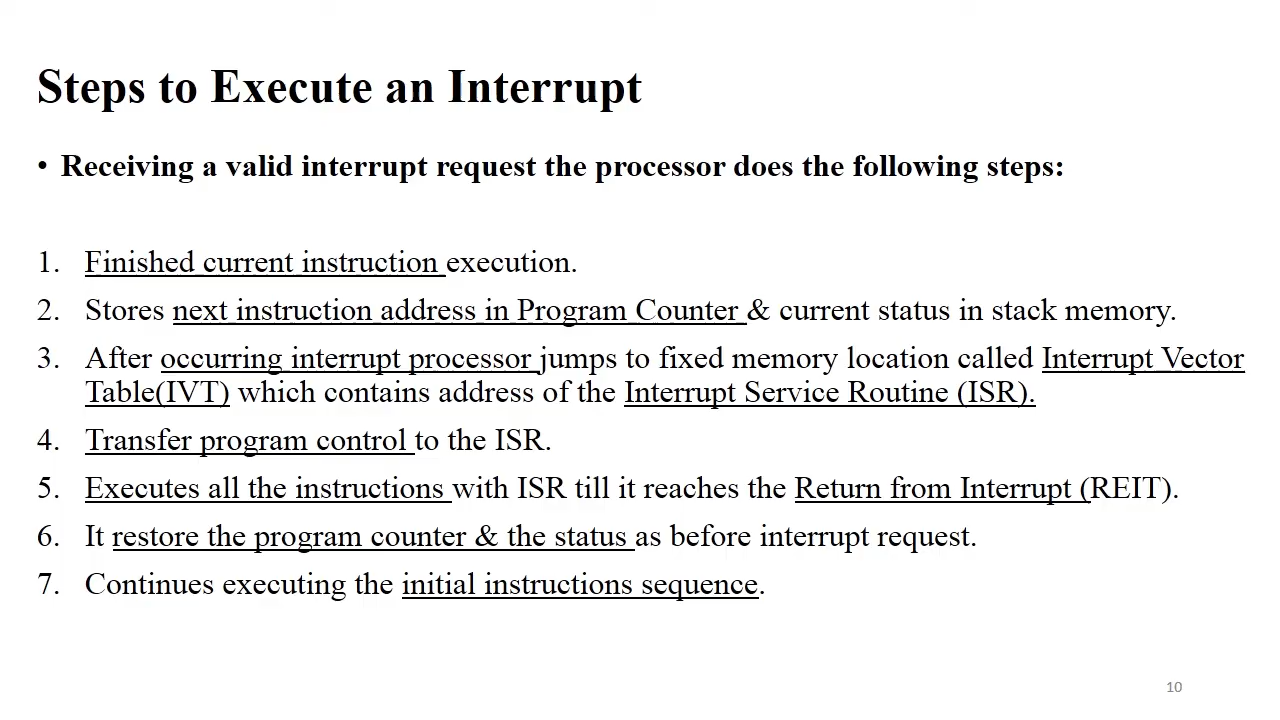 Steps to Execute an Interrupt
• Receiving a valid interrupt request the processor does the following steps:
1. Finished current instruction execution.
2. Stores next instruction address in Program Counter & current status in stack memory.
3. After occurring interrupt processor jumps to fixed memory location called Interrupt Vector
Table(IVT) which contains address of the Interrupt Service Routine (ISR).
4. Transfer program control to the ISR.
5. Executes all the instructions with ISR till it reaches the Return from Interrupt (REIT).
6. It restore the program counter & the status as before interrupt request.
7. Continues executing the initial instructions sequence.
10